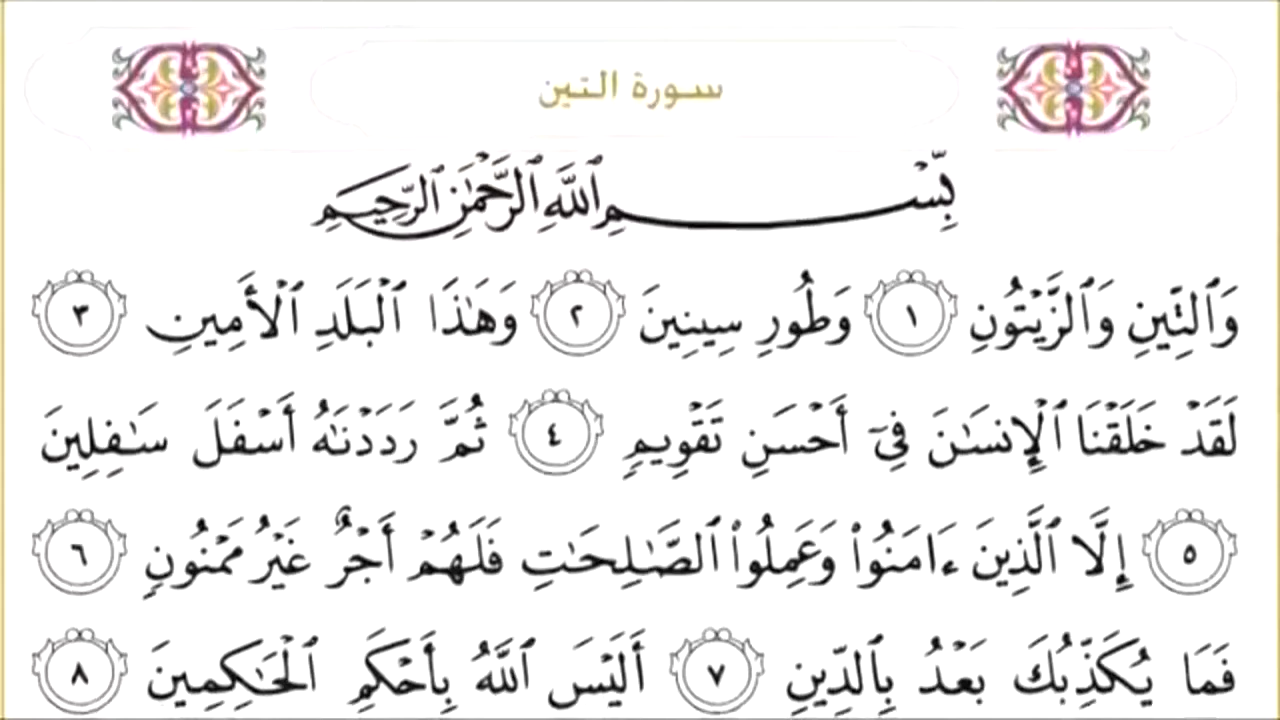 سورة التين
بِّسْمِ ٱللَّهِ ٱلرَّحْمَٰنِ ٱلرَّحِيمِ
وَٱلتِّينِ وَٱلزَّيْتُونِ ١ وَطُورِ سِينِينَ ٢ وَهَٰذَا ٱلْبَلَدِ ٱلْأَمِينِ ٣
لَقَدْ خَلَقْنَا ٱلْإِنسَٰنَ فِىٓ أَحْسَنِ تَقْوِيمٍ ٤ ثُمَّ رَدَدْنَٰهُ أَسْفَلَ سَٰفِلِينَ
٥ إِلَّا ٱلَّذِينَ ءَامَنُوا۟ وَعَمِلُوا۟ ٱلصَّٰلِحَٰتِ فَلَهُمْ أَجْرٌ غَيْرُ مَمْنُونٍ ٦
فَمَا يُكَذِّبُكَ بَعْدُ بِٱلدِّينِ ٧ أَلَيْسَ ٱللَّهُ بِأَحْكَمِ ٱلْحَٰكِمِينَ ٨